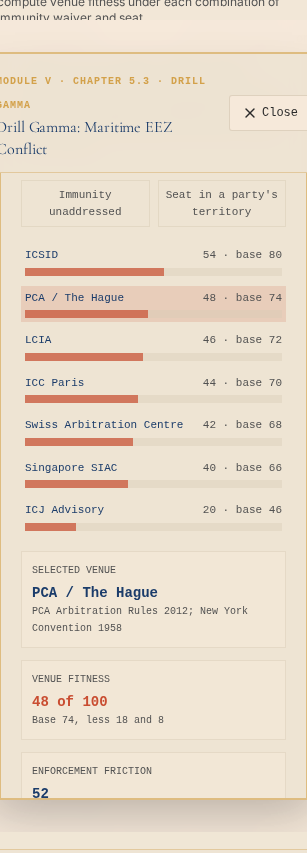 compute venue fitness under each combination of
immunity waiver and seat
MODULE V · CHAPTER 5.3 · DRILL
GAMMA
Drill Gamma: Maritime EEZ
Conflict
Close
Immunity
unaddressed
Seat in a party's
territory
ICSID 54 · base 80
PCA / The Hague 48 · base 74
LCIA 46 · base 72
ICC Paris 44 · base 70
Swiss Arbitration Centre 42 · base 68
Singapore SIAC 40 · base 66
ICJ Advisory 20 · base 46
SELECTED VENUE
PCA / The Hague
PCA Arbitration Rules 2012; New York
Convention 1958
VENUE FITNESS
48 of 100
Base 74, less 18 and 8
ENFORCEMENT FRICTION
52